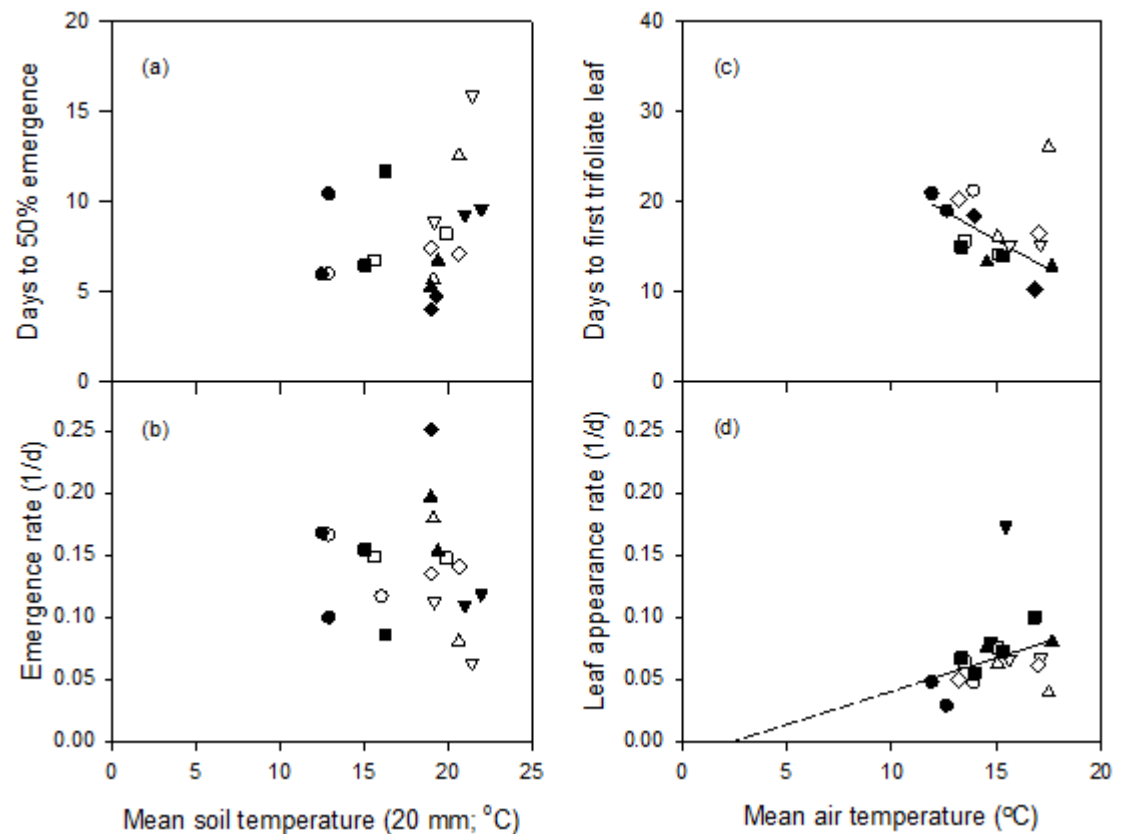 Days to 50% emergence
20
15
10
5
0
(a)
Days to first trifoliate leaf
40
30
20
10
0
(c)
Emergence rate (1/d)
0.25
0.20
0.15
0.10
0.05
0.00
(b)
0 5 10 15 20 25
Mean soil temperature (20 mm; °C)
Leaf appearance rate (1/d)
0.25
0.20
0.15
0.10
0.05
0.00
(d)
0 5 10 15 20
Mean air temperature (ºC)